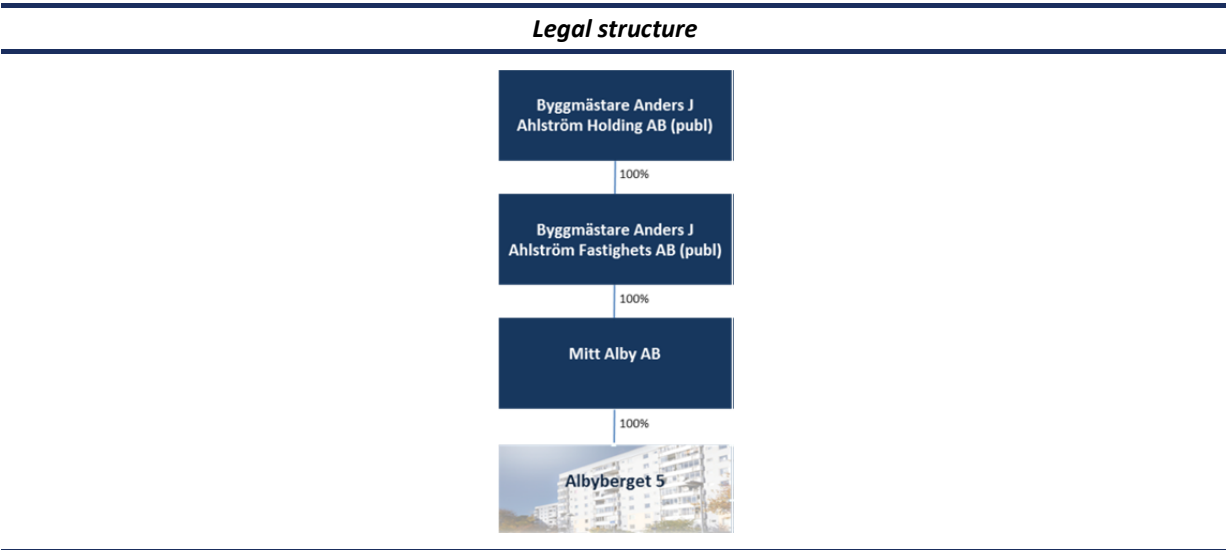 Legal structure
Byggmästare Anders J
Ahlström Holding AB (publ)
100%
Byggmästare Anders J
Ahlström Fastighets AB (publ)
100%
Mitt Alby AB
100%
Albyberget 5